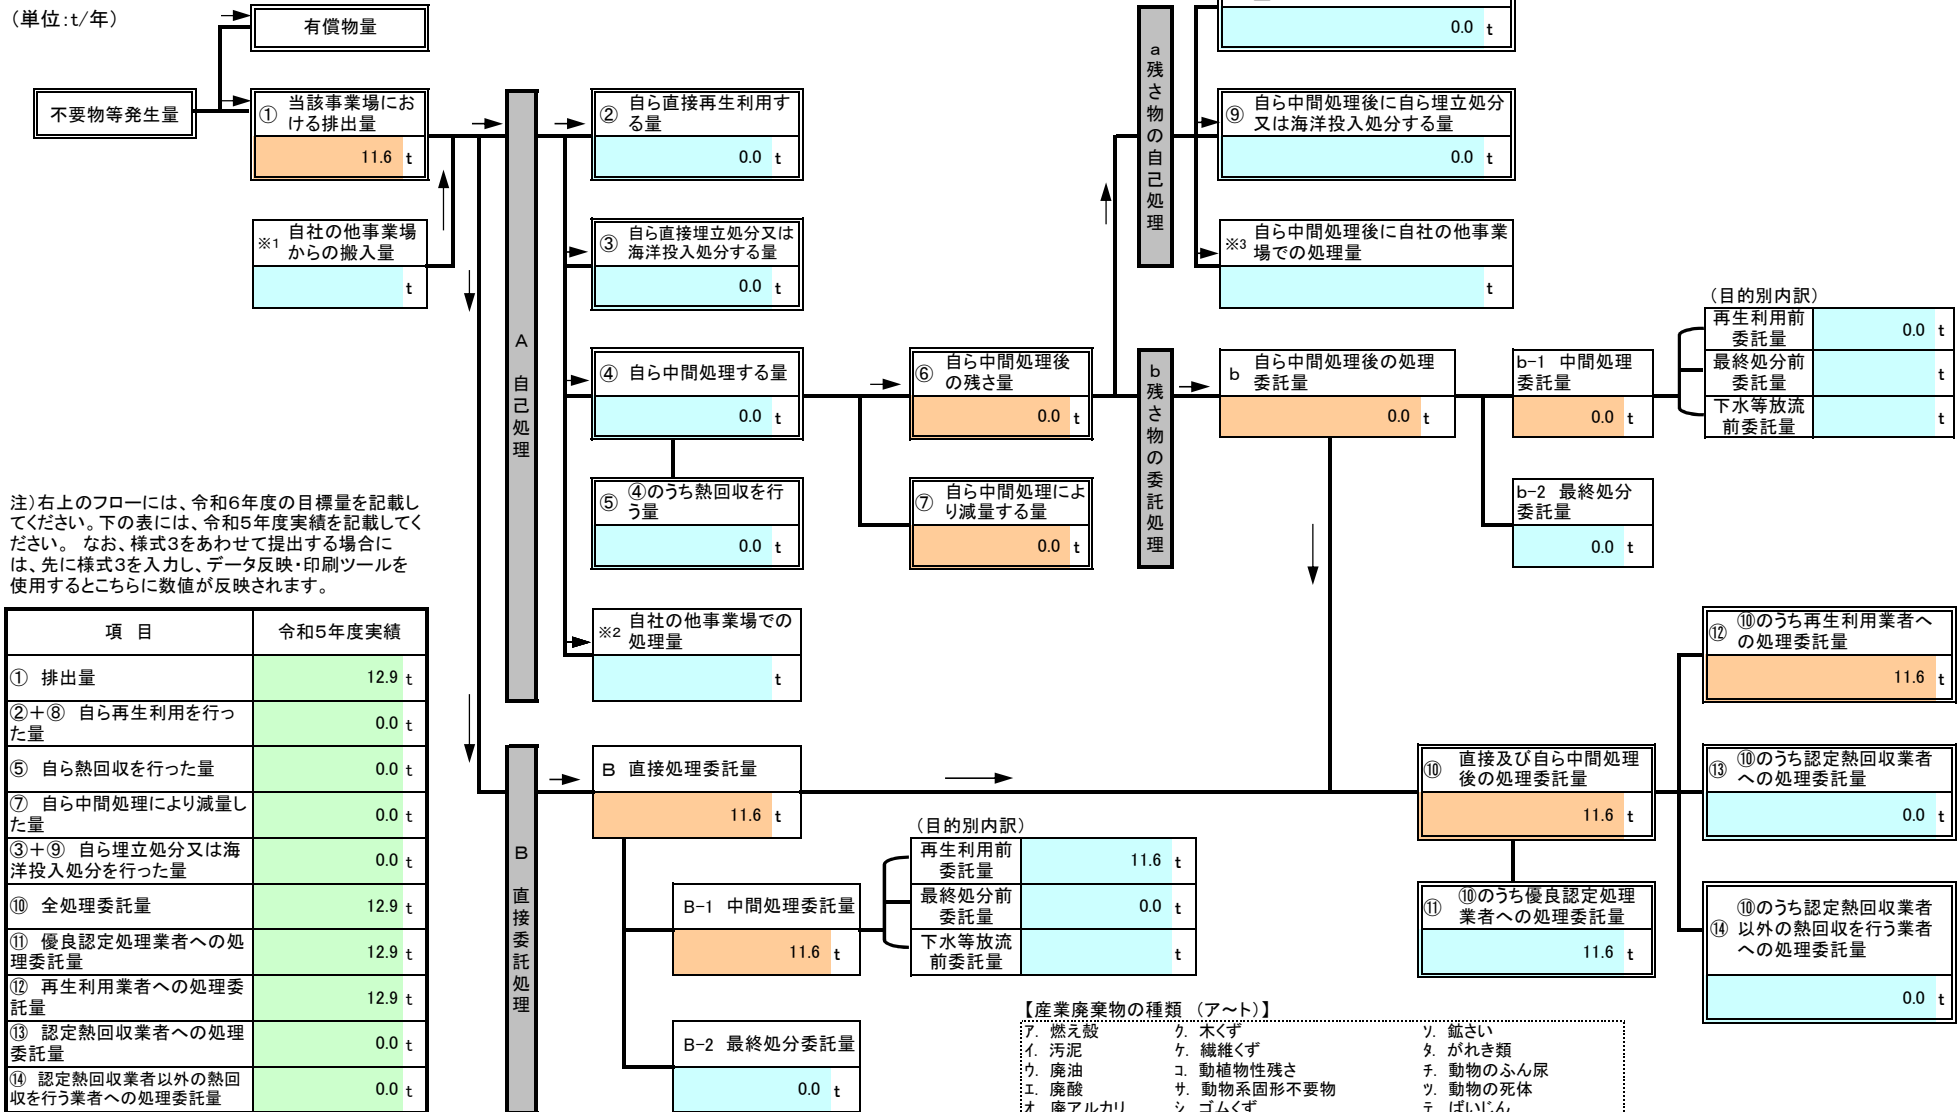 (単位:t/年)
有償物量
不要物等発生量
① 当該事業場にお
ける排出量
11.6 t
※1 自社の他事業場
からの搬入量
t
A 自己処理
② 自ら直接再生利用す
る量
0.0 t
③ 自ら直接埋立処分又は
海洋投入処分する量
0.0 t
④ 自ら中間処理する量
0.0 t
⑤ ④のうち熱回収を行
う量
0.0 t
※2 自社の他事業場での
処理量
t
⑥ 自ら中間処理後
の残さ量
0.0 t
⑦ 自ら中間処理によ
り減量する量
0.0 t
a 残さ物の自己処理
0.0 t
⑨ 自ら中間処理後に自ら埋立処分
又は海洋投入処分する量
0.0 t
※3 自ら中間処理後に自社の他事業
場での処理量
t
b 残さ物の委託処理
b 自ら中間処理後の処理
委託量
0.0 t
b-1 中間処理
委託量
0.0 t
(目的別内訳)
再生利用前
委託量 0.0 t
最終処分前
委託量 t
下水等放流
前委託量 t
b-2 最終処分
委託量
0.0 t
注)右上のフローには、令和6年度の目標量を記載し
てください。下の表には、令和5年度実績を記載してく
ださい。 なお、様式3をあわせて提出する場合に
は、先に様式3を入力し、データ反映・印刷ツールを
使用するとこちらに数値が反映されます。
項 目 令和5年度実績
① 排出量 12.9 t
②+⑧ 自ら再生利用を行っ
た量 0.0 t
⑤ 自ら熱回収を行った量 0.0 t
⑦ 自ら中間処理により減量し
た量 0.0 t
③+⑨ 自ら埋立処分又は海
洋投入処分を行った量 0.0 t
⑩ 全処理委託量 12.9 t
⑪ 優良認定処理業者への処
理委託量 12.9 t
⑫ 再生利用業者への処理委
託量 12.9 t
⑬ 認定熱回収業者への処理
委託量 0.0 t
⑭ 認定熱回収業者以外の熱回
収を行う業者への処理委託量 0.0 t
B 直接委託処理
B 直接処理委託量
11.6 t
B-1 中間処理委託量
11.6 t
(目的別内訳)
再生利用前
委託量 11.6 t
最終処分前
委託量 0.0 t
下水等放流
前委託量 t
B-2 最終処分委託量
0.0 t
⑩ 直接及び自ら中間処理
後の処理委託量
11.6 t
⑪ ⑩のうち優良認定処理
業者への処理委託量
11.6 t
⑫ ⑩のうち再生利用業者へ
の処理委託量
11.6 t
⑬ ⑩のうち認定熱回収業者
への処理委託量
0.0 t
⑭ ⑩のうち認定熱回収業者
以外の熱回収を行う業者
への処理委託量
0.0 t
【産業廃棄物の種類 (ア～ト)】
ア. 燃え殻 ク. 木くず ソ. 鉱さい
イ. 汚泥 ケ. 繊維くず タ. がれき類
ウ. 廃油 コ. 動植物性残さ チ. 動物のふん尿
エ. 廃酸 サ. 動物系固形不要物 ツ. 動物の死体
オ. 廃アルカリ シ. ゴムくず テ. ばいじん